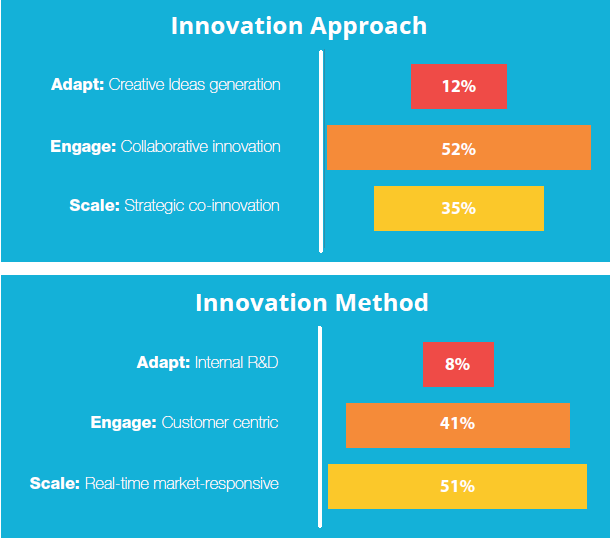 Innovation Approach
Adapt: Creative Ideas generation 12%
Engage: Collaborative innovation 52%
Scale: Strategic co-innovation 35%
Innovation Method
Adapt: Internal R&D 8%
Engage: Customer centric 41%
Scale: Real-time market-responsive 51%